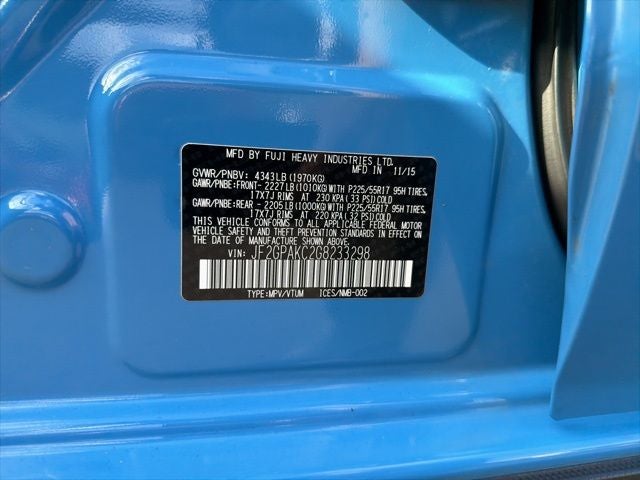 MFD BY FUJI HEAVY INDUSTRIES LTD.
GVWR/PNBV: 4343LB(1970KG) MFD IN 11/15
GAWR/PNBE:FRONT- 2227LB(1010KG)WITH P225/55R17 95H TIRES,
17X7J RIMS AT 230 KPA( 33 PSI)COLD
GAWR/PNBE:REAR - 2205LB(1000KG)WITH P225/55R17 95H TIRES,
17X7J RIMS AT 220 KPA( 32 PSI)COLD
THIS VEHICLE CONFORMS TO ALL APPLICABLE FEDERAL MOTOR
VEHICLE SAFETY AND THEFT PREVENTION STANDARDS IN EFFECT ON
THE DATE OF MANUFACTURE SHOWN ABOVE.
VIN: JF2GPAKC2G8233298
TYPE:MPV/VTUM ICES/NMB-002